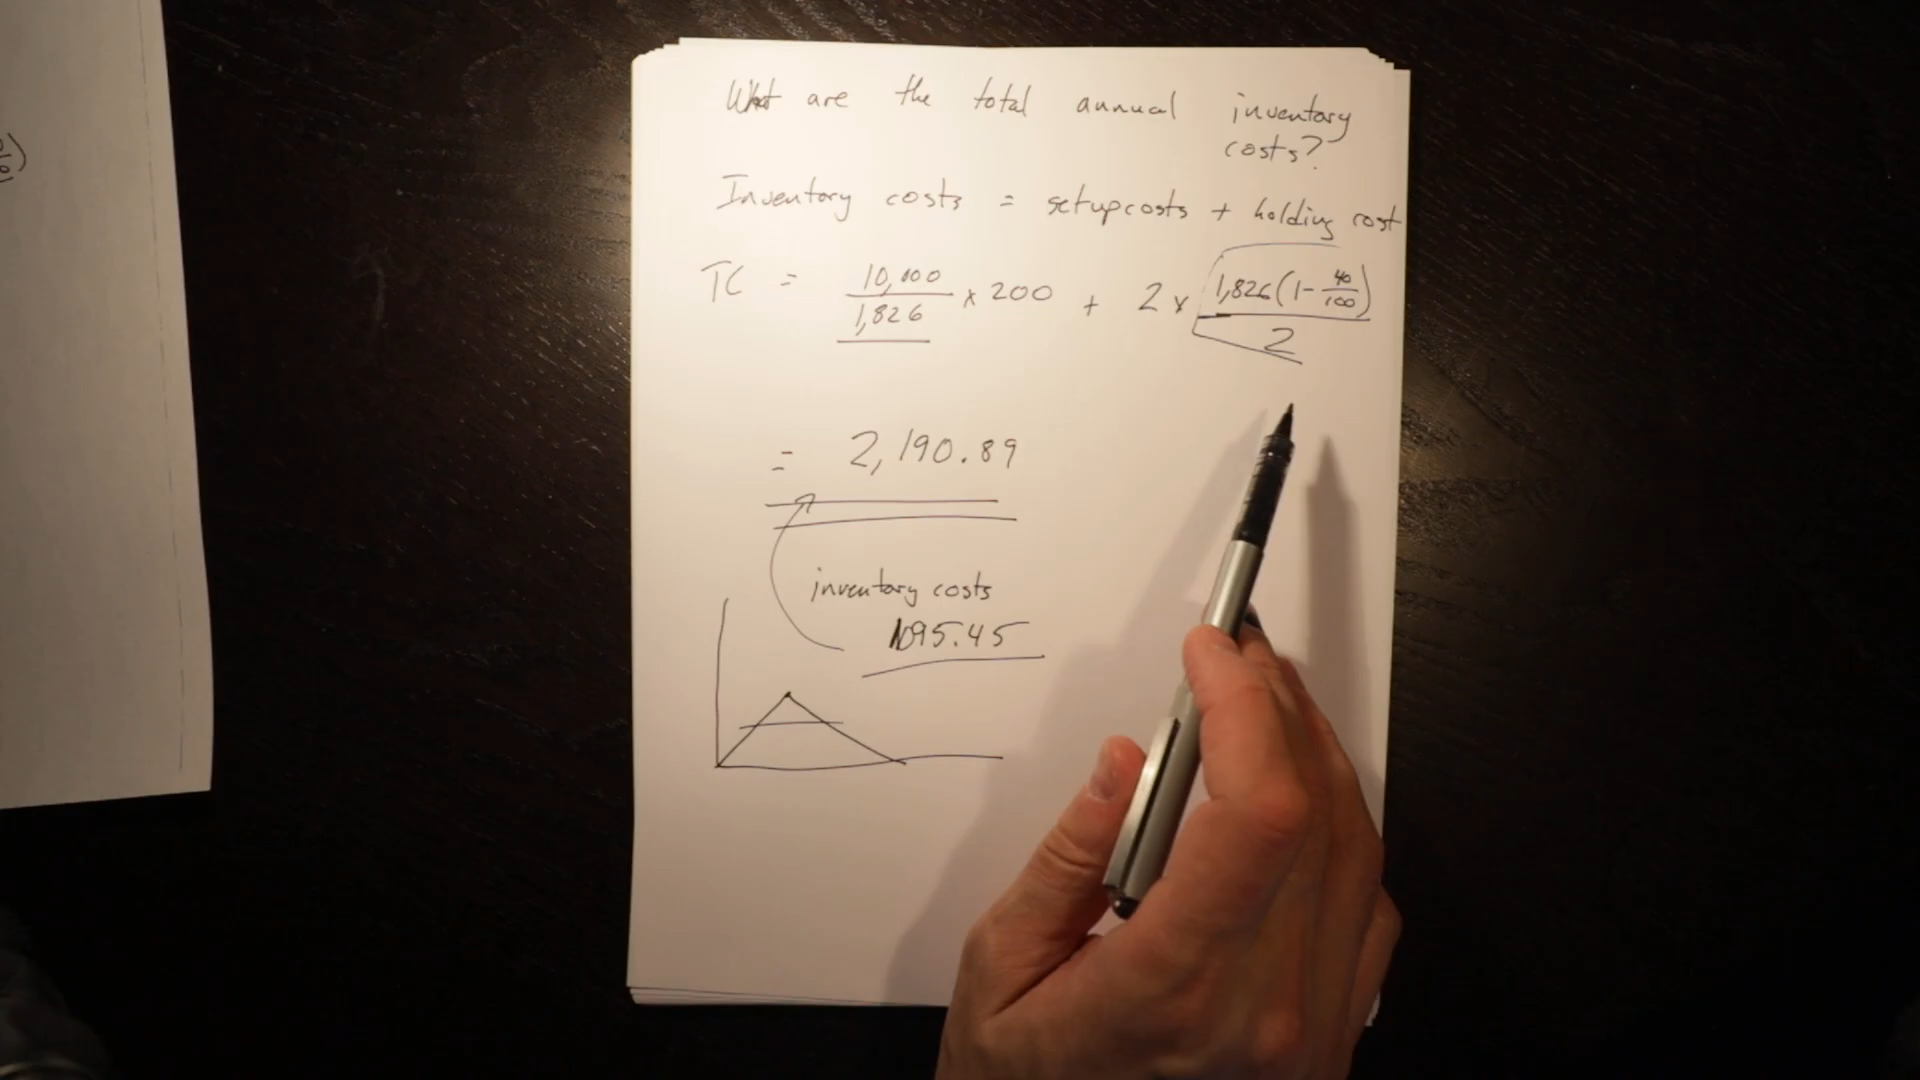 What are the total annual inventory
costs?
Inventory costs = setupcosts + holding cost
TC = 10,000/1,826 x 200 + 2 x 1,826(1-40/100)/2
= 2,190.89
inventory costs
1095.45